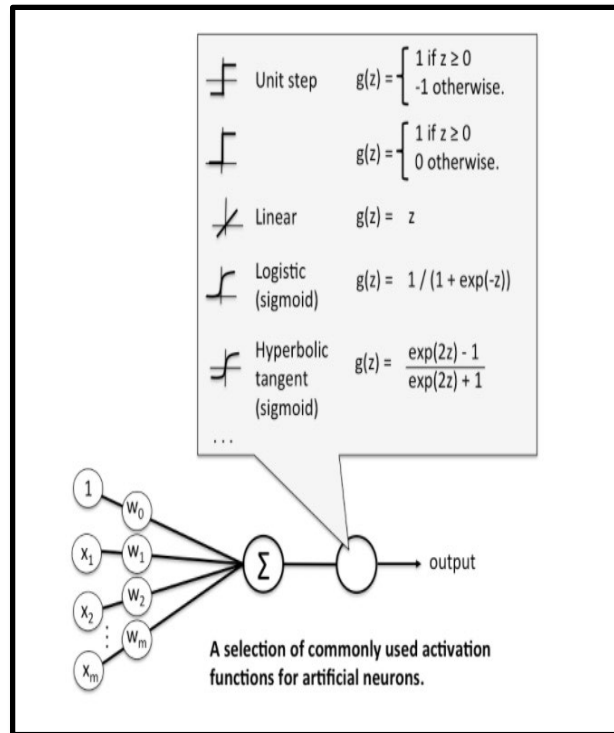 Unit step g(z) = { 1 if z ≥ 0
-1 otherwise.
g(z) = { 1 if z ≥ 0
0 otherwise.
Linear g(z) = z
Logistic
(sigmoid) g(z) = 1 / (1 + exp(-z))
Hyperbolic
tangent
(sigmoid) g(z) = exp(2z) - 1
exp(2z) + 1
...
1 w0
x1 w1
x2 w2
⋮ wm
xm
Σ
output
A selection of commonly used activation
functions for artificial neurons.